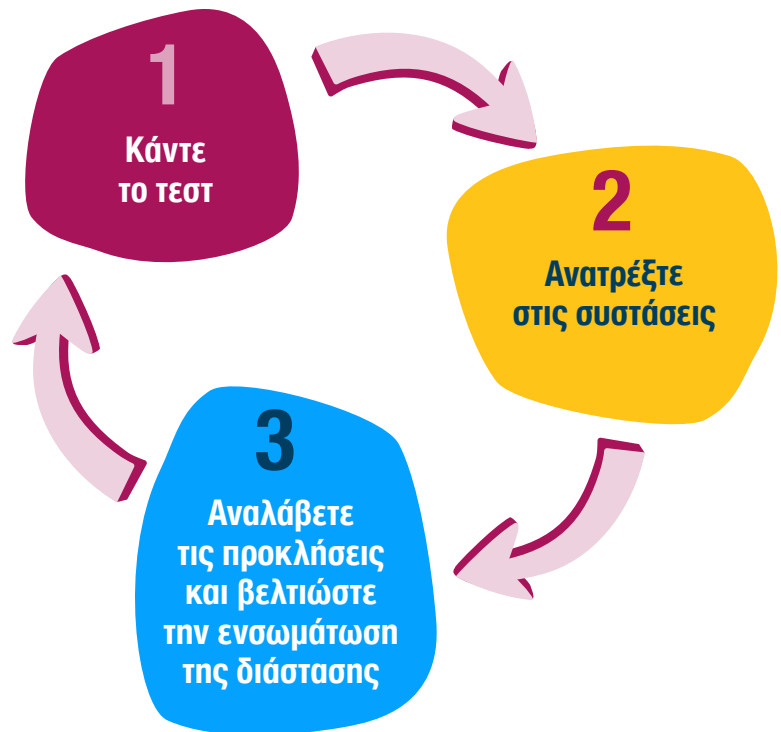 1
Κάντε
το τεστ
2
Ανατρέξτε
στις συστάσεις
3
Αναλάβετε
τις προκλήσεις
και βελτιώστε
την ενσωμάτωση
της διάστασης